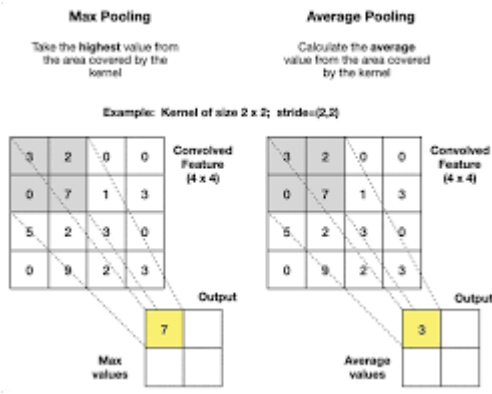 Max Pooling
Take the highest value from
the area covered by the
kernel
Average Pooling
Calculate the average
value from the area covered
by the kernel
Example: Kernel of size 2 x 2; stride=(2,2)
3 2 0 0
0 7 1 3
5 2 3 0
0 9 2 3
Convolved
Feature
(4 x 4)
Output
7
Max
values
3 2 0 0
0 7 1 3
5 2 3 0
0 9 2 3
Convolved
Feature
(4 x 4)
Output
3
Average
values